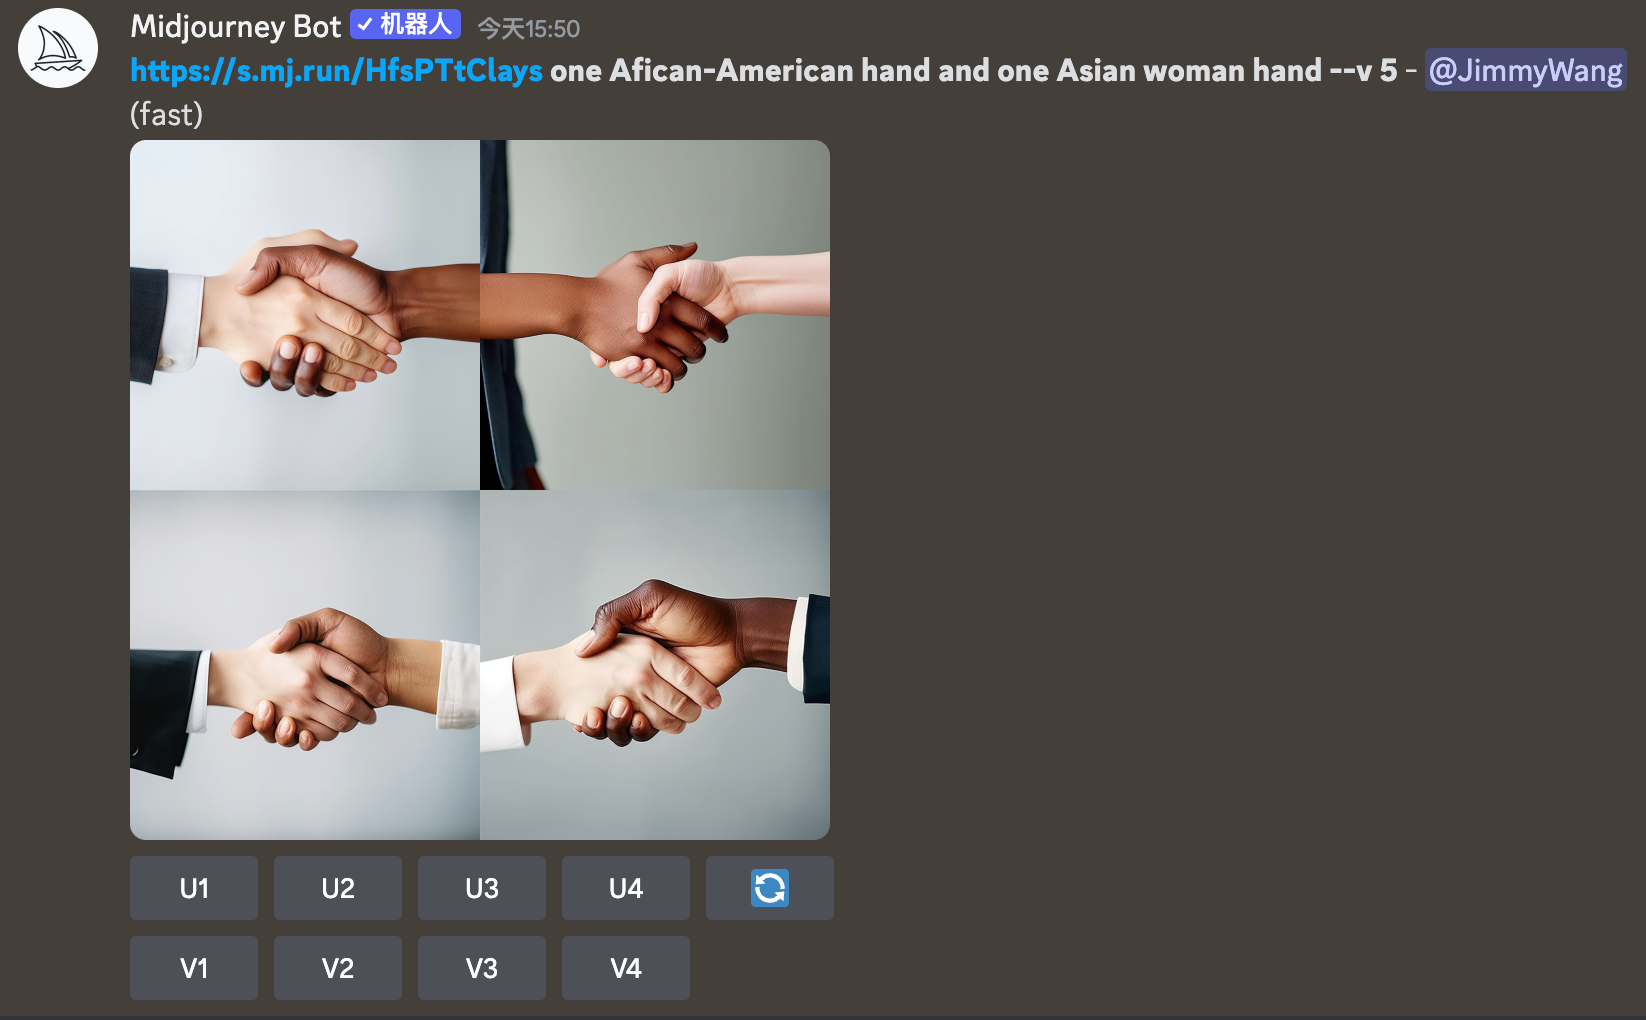 Midjourney Bot ✓ 机器人 今天15:50
https://s.mj.run/HfsPTtClays one Afican-American hand and one Asian woman hand --v 5 - @JimmyWang
(fast)
U1 U2 U3 U4
V1 V2 V3 V4